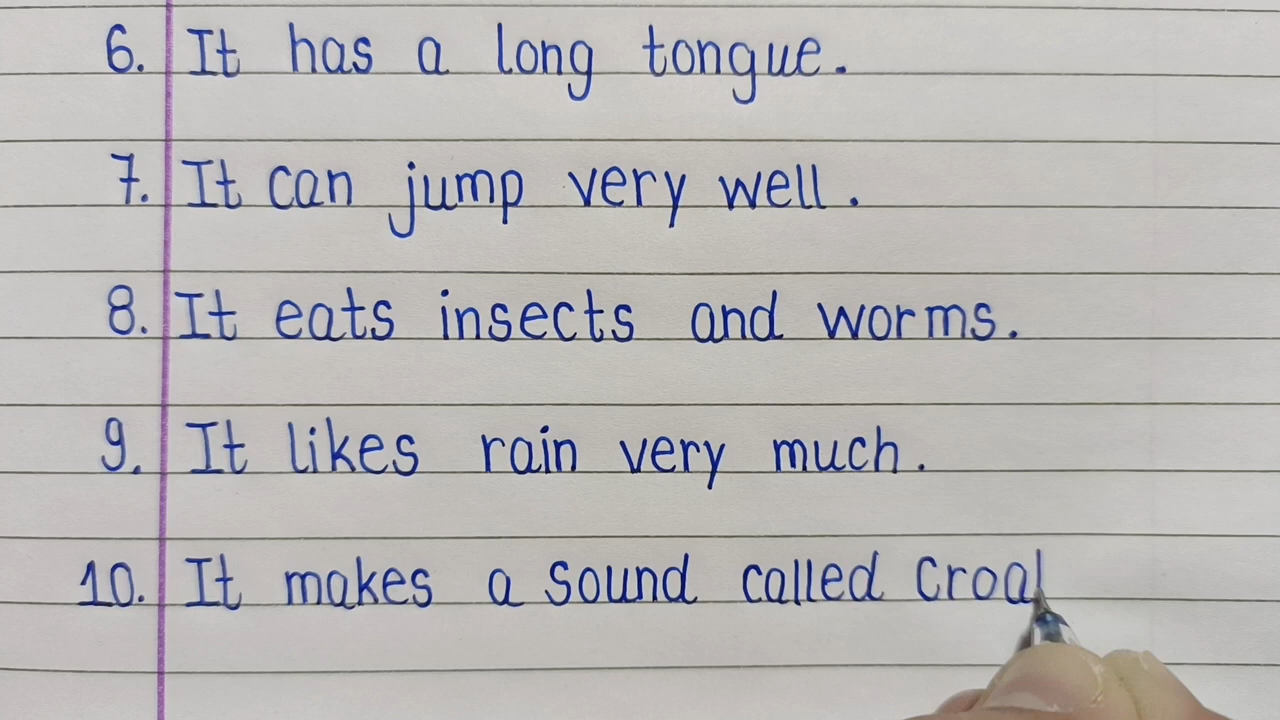 6. It has a long tongue.
7. It can jump very well.
8. It eats insects and worms.
9. It likes rain very much.
10. It makes a sound called